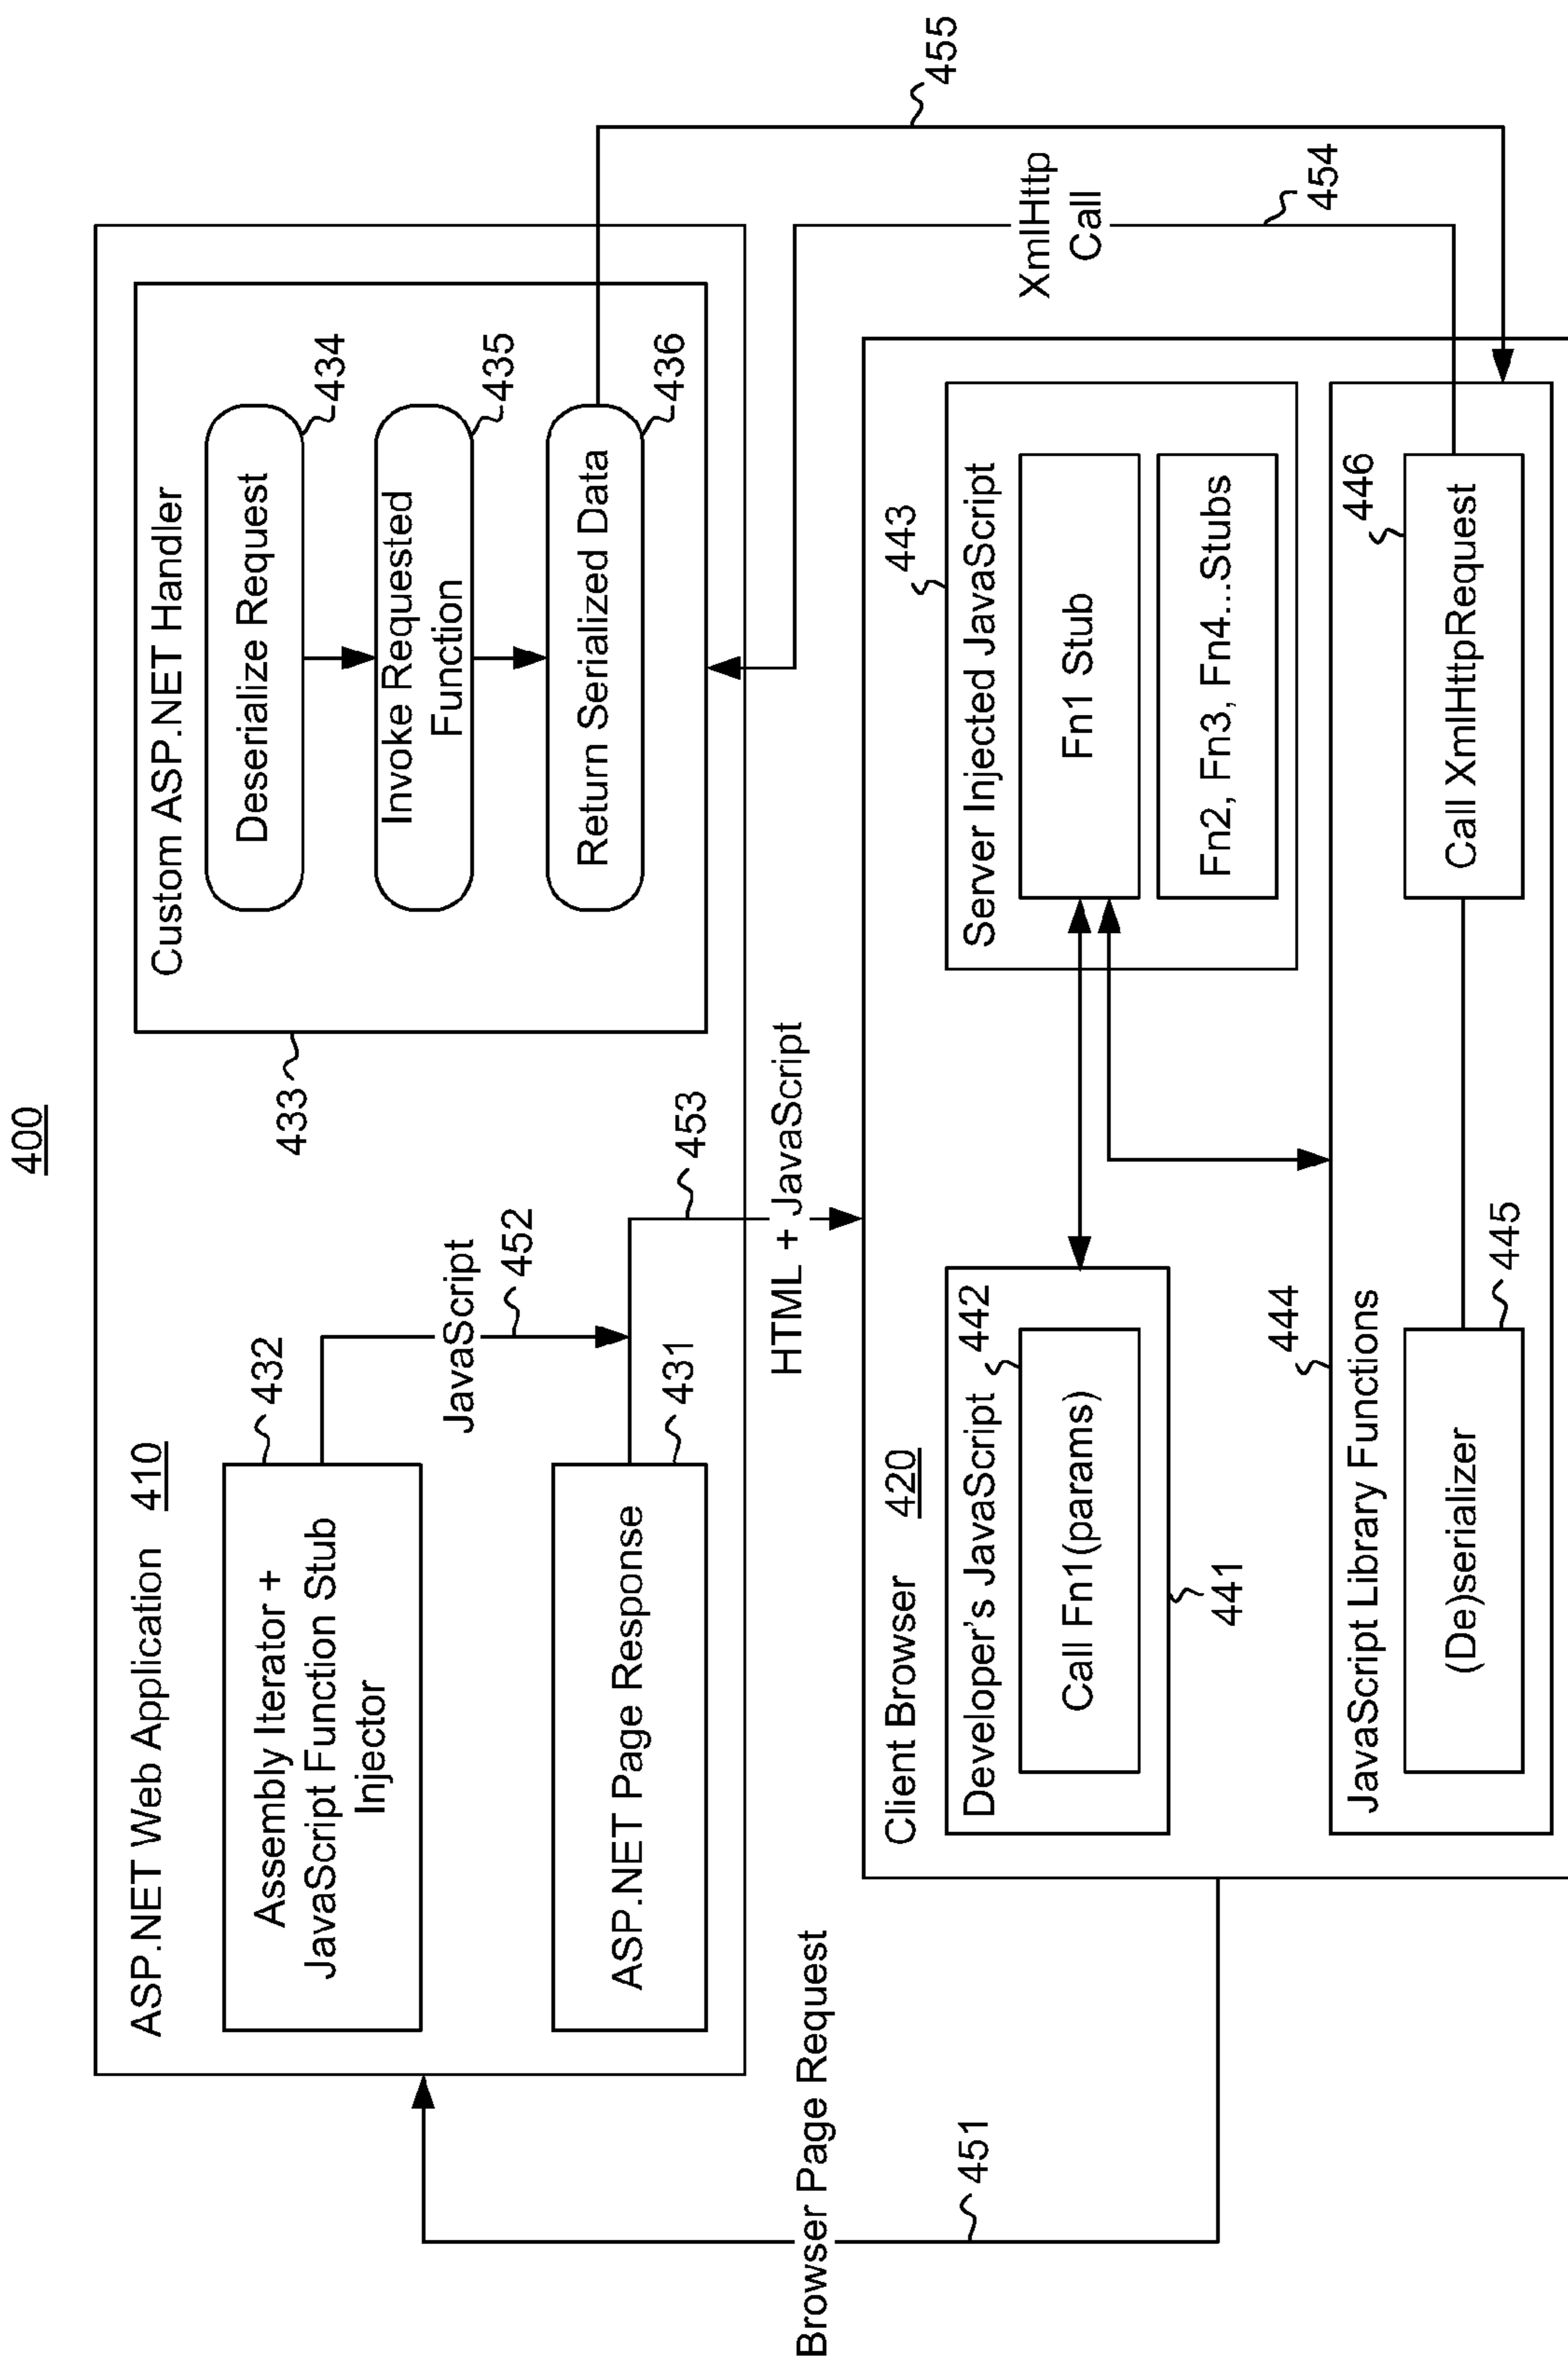 400
ASP.NET Web Application 410
Assembly Iterator +
JavaScript Function Stub
Injector
432
JavaScript
452
ASP.NET Page Response
431
453
433
Custom ASP.NET Handler
Deserialize Request
434
Invoke Requested
Function
435
Return Serialized Data
436
Browser Page Request
451
HTML + JavaScript
XmlHttp
Call
454
455
Client Browser 420
Developer's JavaScript
442
Call Fn1(params)
441
443
Server Injected JavaScript
Fn1 Stub
Fn2, Fn3, Fn4...Stubs
444
JavaScript Library Functions
(De)serializer
445
446
Call XmlHttpRequest